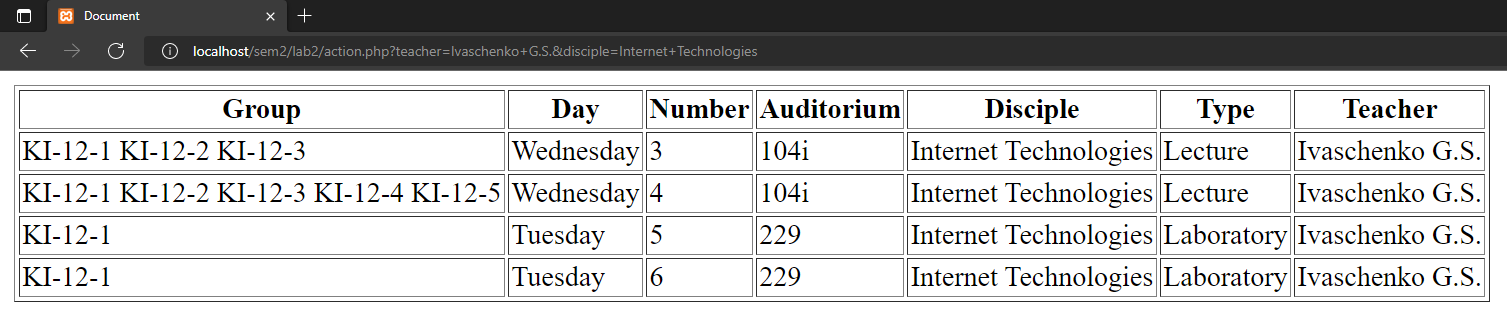 Document
localhost/sem2/lab2/action.php?teacher=Ivaschenko+G.S.&disciple=Internet+Technologies
Group Day Number Auditorium Disciple Type Teacher
KI-12-1 KI-12-2 KI-12-3 Wednesday 3 104i Internet Technologies Lecture Ivaschenko G.S.
KI-12-1 KI-12-2 KI-12-3 KI-12-4 KI-12-5 Wednesday 4 104i Internet Technologies Lecture Ivaschenko G.S.
KI-12-1 Tuesday 5 229 Internet Technologies Laboratory Ivaschenko G.S.
KI-12-1 Tuesday 6 229 Internet Technologies Laboratory Ivaschenko G.S.